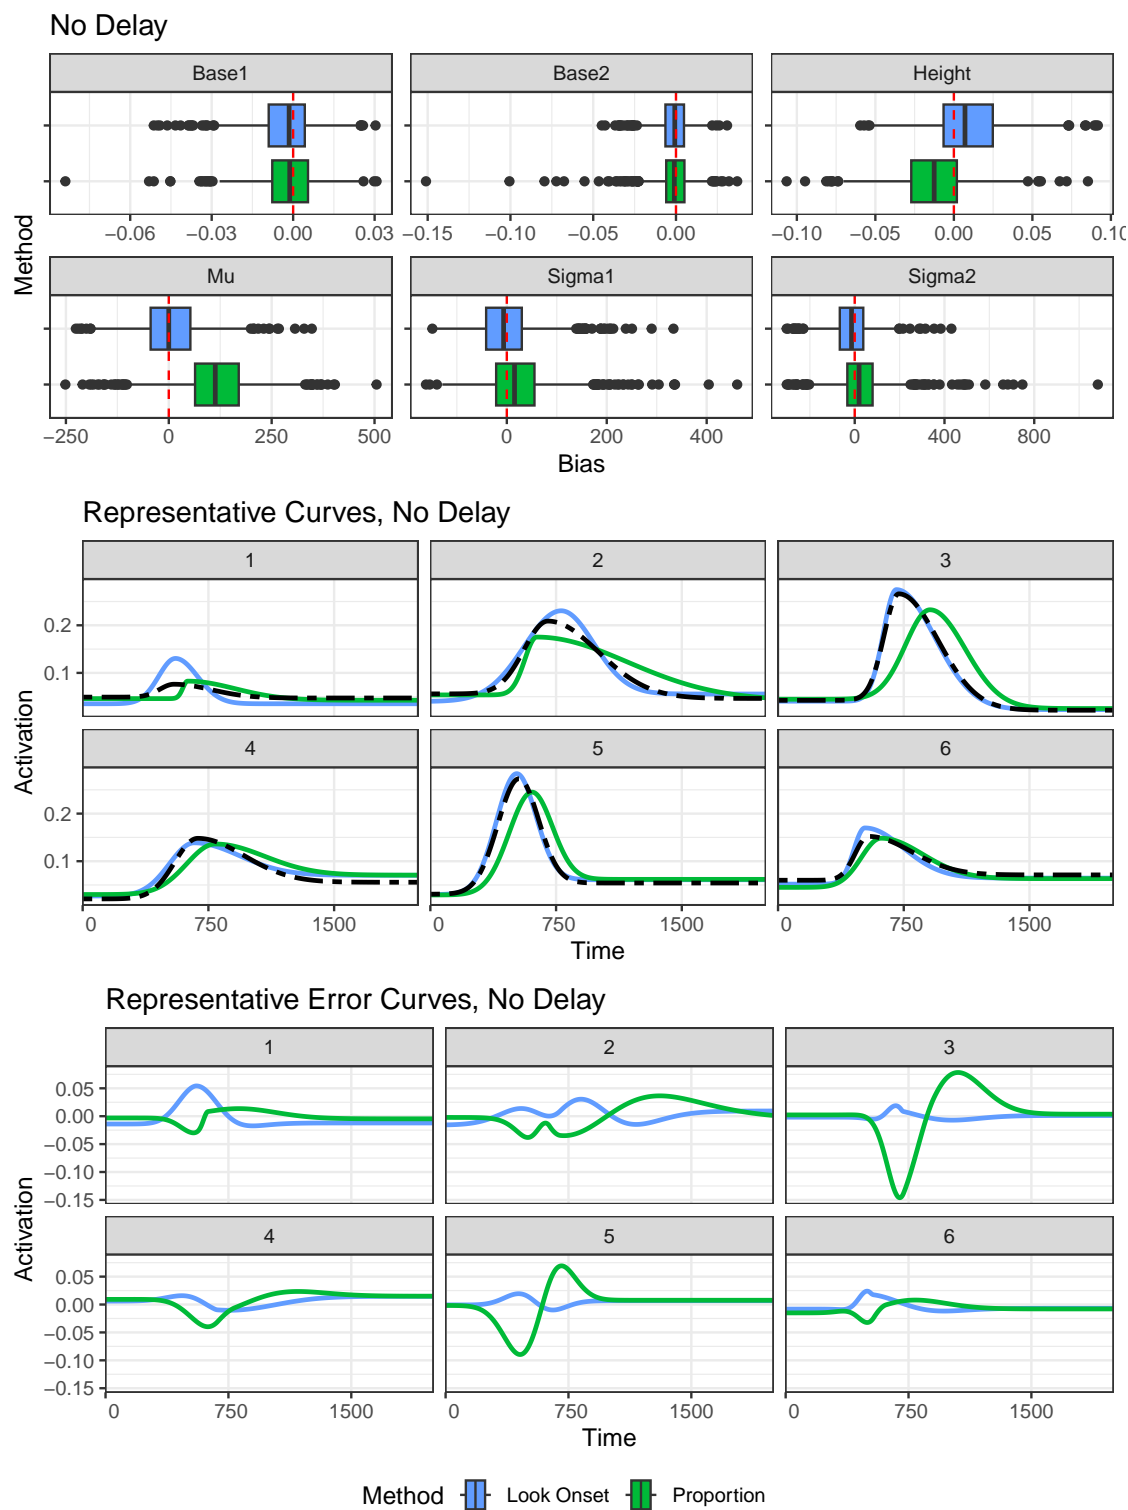 No Delay
Base1 Base2 Height
−0.06 −0.03 0.00 0.03 −0.15 −0.10 −0.05 0.00 −0.10 −0.05 0.00 0.05 0.10
Method
Mu Sigma1 Sigma2
−250 0 250 500 0 200 400 0 400 800
Bias
Representative Curves, No Delay
1 2 3
0.2
0.1
Activation
4 5 6
0.2
0.1
0 750 1500 0 750 1500 0 750 1500
Time
Representative Error Curves, No Delay
1 2 3
0.05
0.00
−0.05
−0.10
−0.15
Activation
4 5 6
0.05
0.00
−0.05
−0.10
−0.15
0 750 1500 0 750 1500 0 750 1500
Time
Method Look Onset Proportion